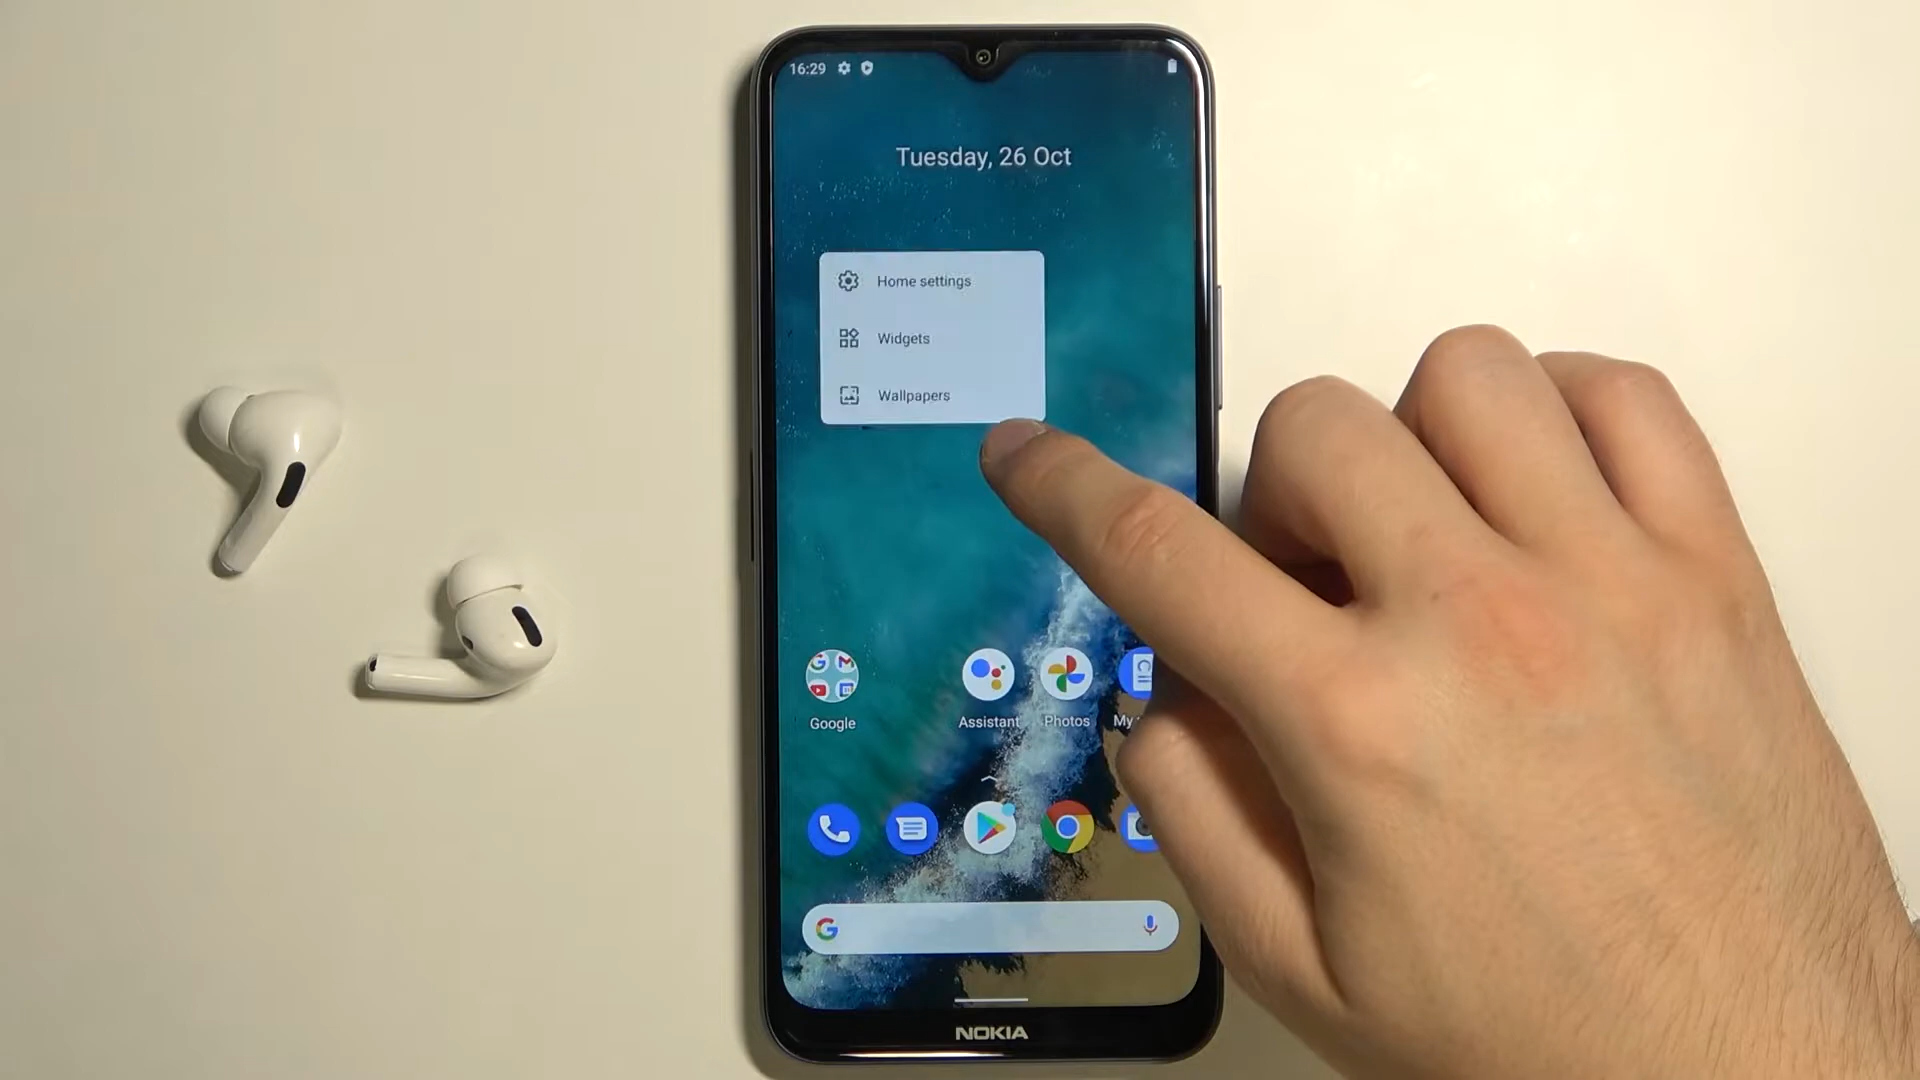 16:29
Tuesday, 26 Oct
Home settings
Widgets
Wallpapers
Google
Assistant
Photos
My
NOKIA